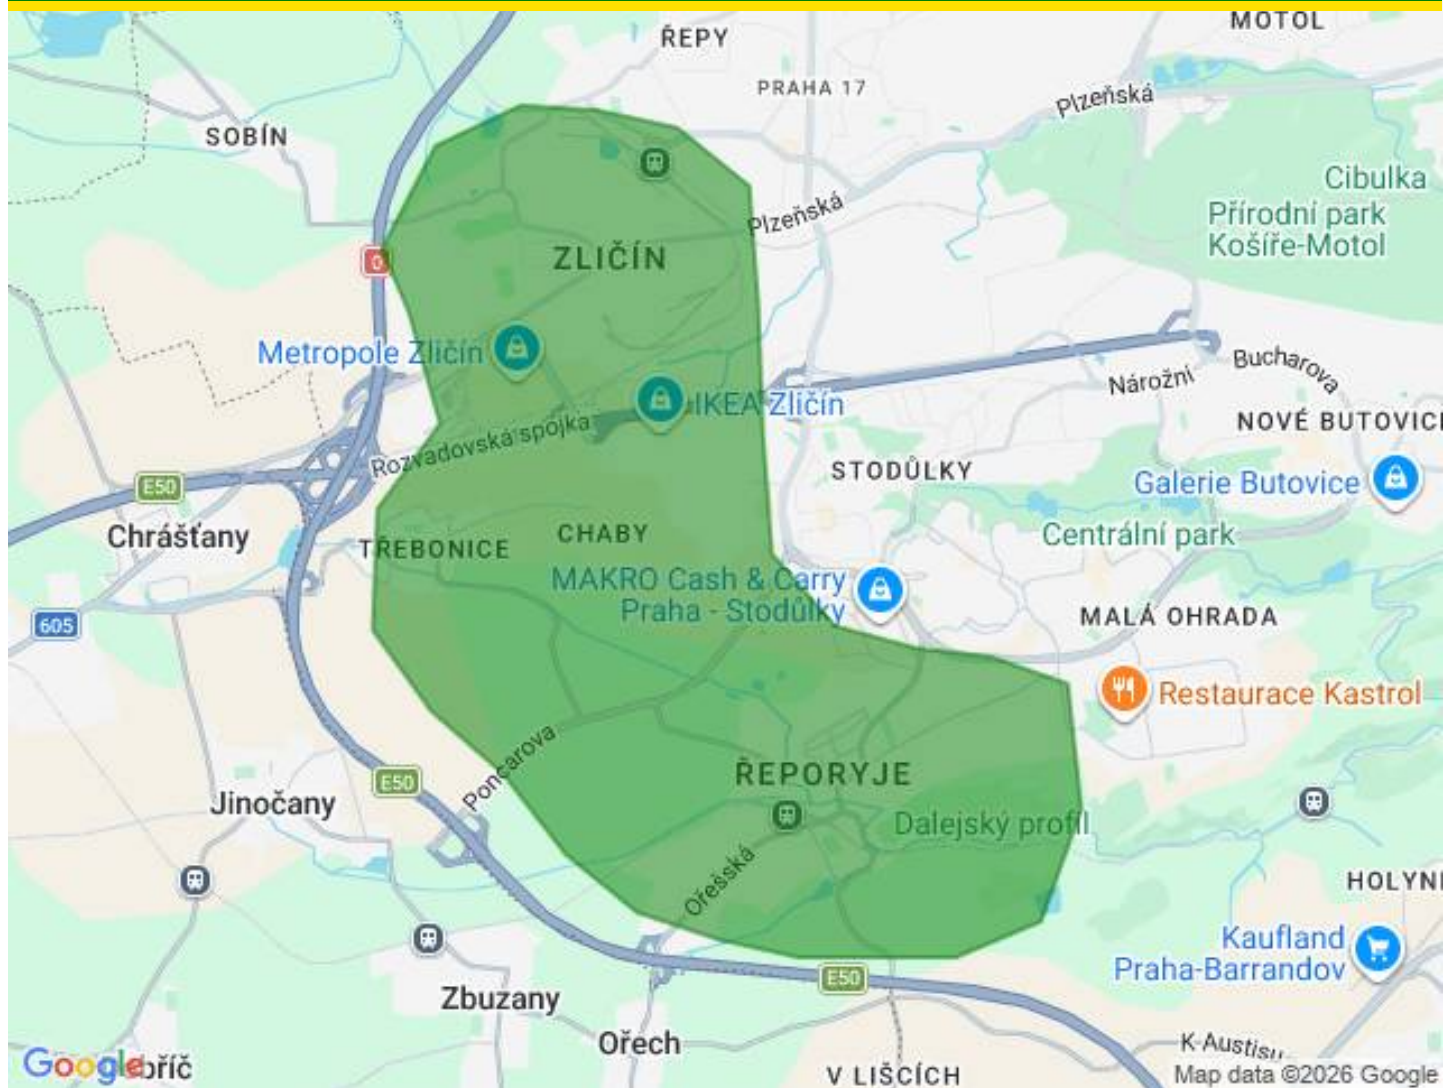 MOTOL
ŘEPY
PRAHA 17
Plzeňská
SOBÍN
Cibulka
Přírodní park
Košíře-Motol
Plzeňská
ZLIČÍN
0
Metropole Zličín
IKEA Zličín
Nárožní
Bucharova
NOVÉ BUTOVICE
Rozvadovská spojka
STODŮLKY
Galerie Butovice
E50
Chrášťany
TŘEBONICE
CHABY
Centrální park
MAKRO Cash & Carry
Praha - Stodůlky
605
MALÁ OHRADA
Restaurace Kastrol
Poncarova
ŘEPORYJE
E50
Jinočany
Dalejský profil
Ořešská
HOLYNĚ
Kaufland
Praha-Barrandov
E50
Zbuzany
Ořech
K Austisu
Google
bříč
V LIŠCÍCH
Map data ©2026 Google